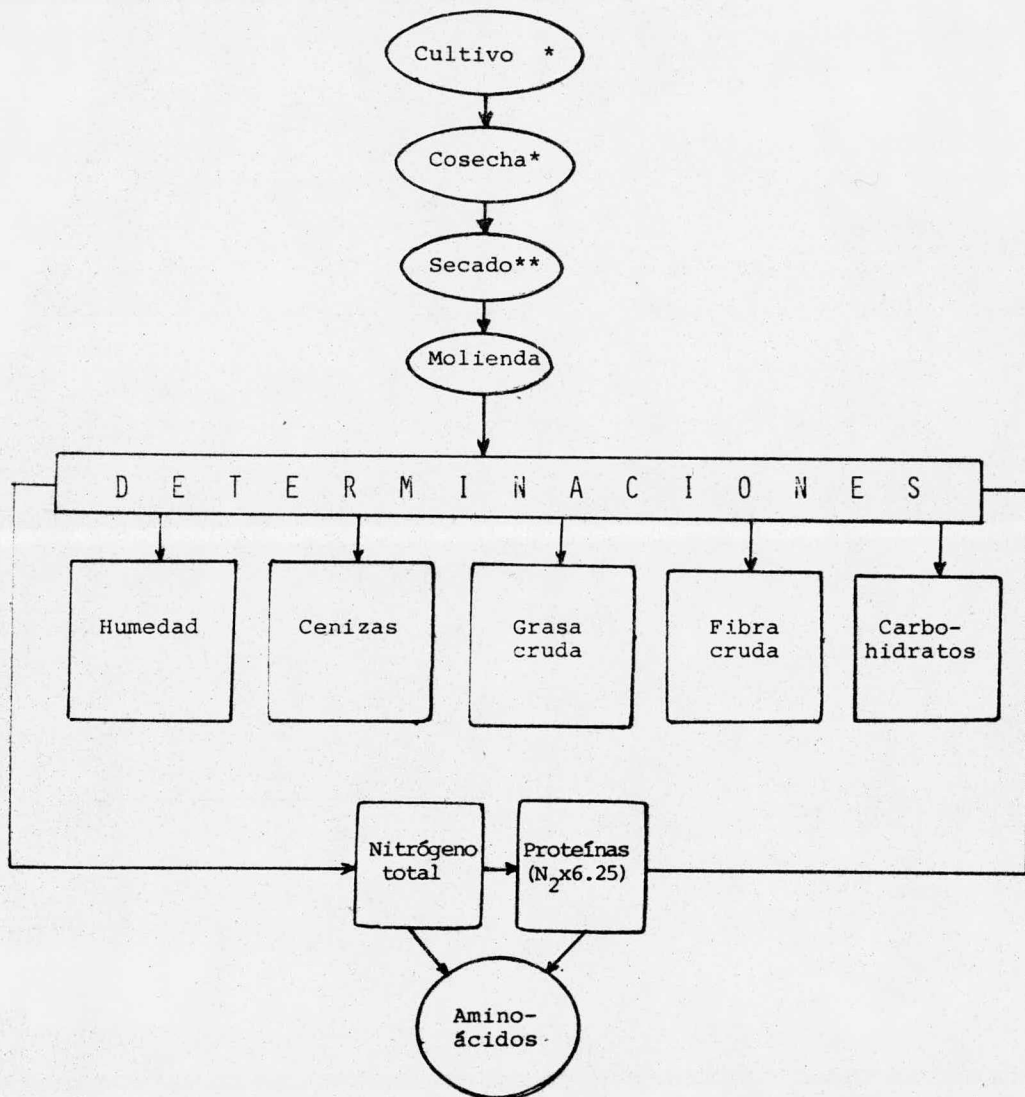 Cultivo *
Cosecha*
Secado**
Molienda
D E T E R M I N A C I O N E S
Humedad
Cenizas
Grasa
cruda
Fibra
cruda
Carbo-
hidratos
Nitrógeno
total
Proteínas
(N2x6.25)
Amino-
ácidos